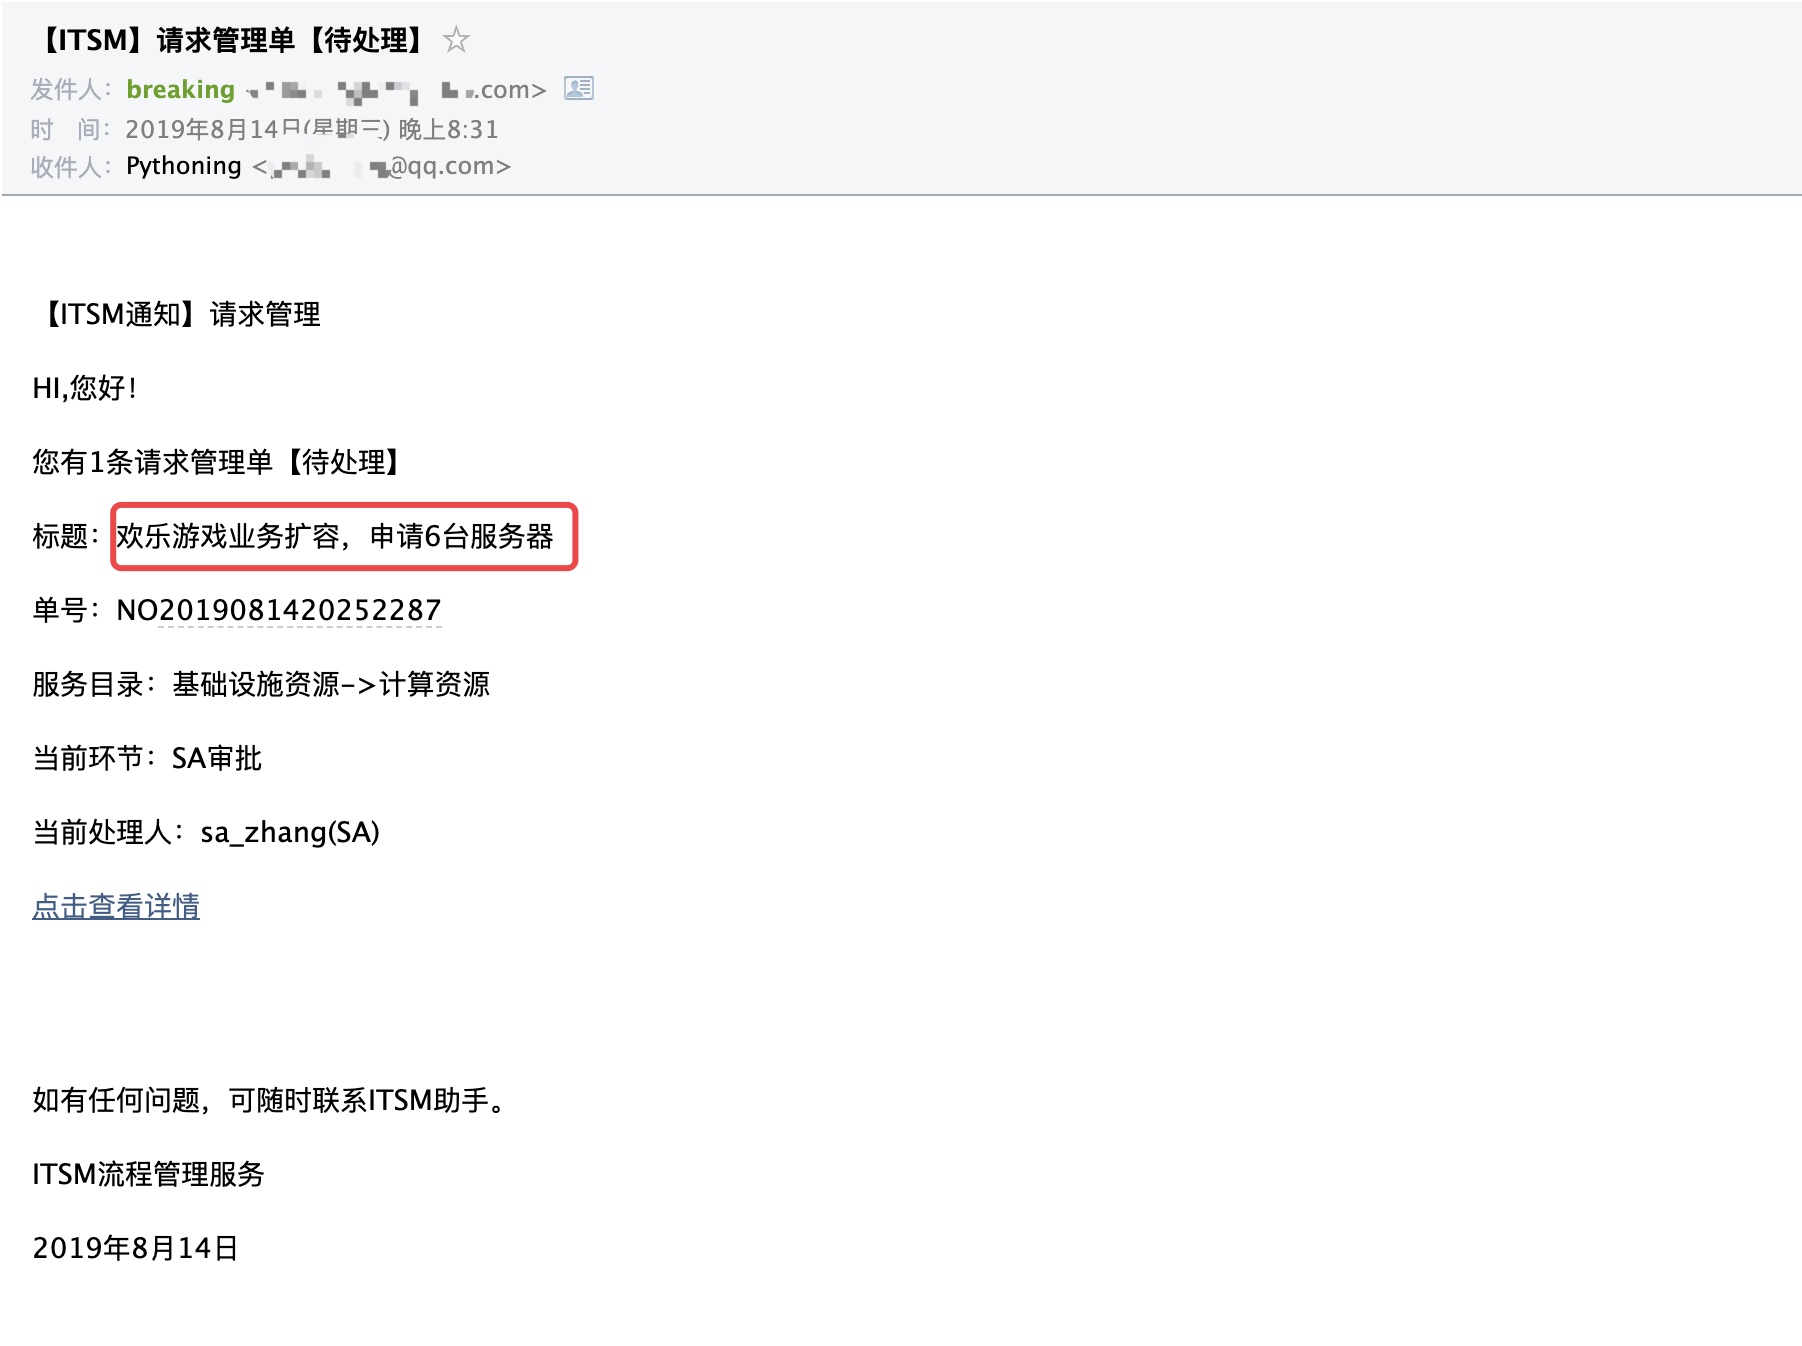 【ITSM】请求管理单【待处理】
发件人： breaking .com>
时 间： 2019年8月14日(星期三) 晚上8:31
收件人： Pythoning < @qq.com>
【ITSM通知】请求管理
HI,您好！
您有1条请求管理单【待处理】
标题：欢乐游戏业务扩容，申请6台服务器
单号：NO2019081420252287
服务目录：基础设施资源->计算资源
当前环节：SA审批
当前处理人：sa_zhang(SA)
点击查看详情
如有任何问题，可随时联系ITSM助手。
ITSM流程管理服务
2019年8月14日